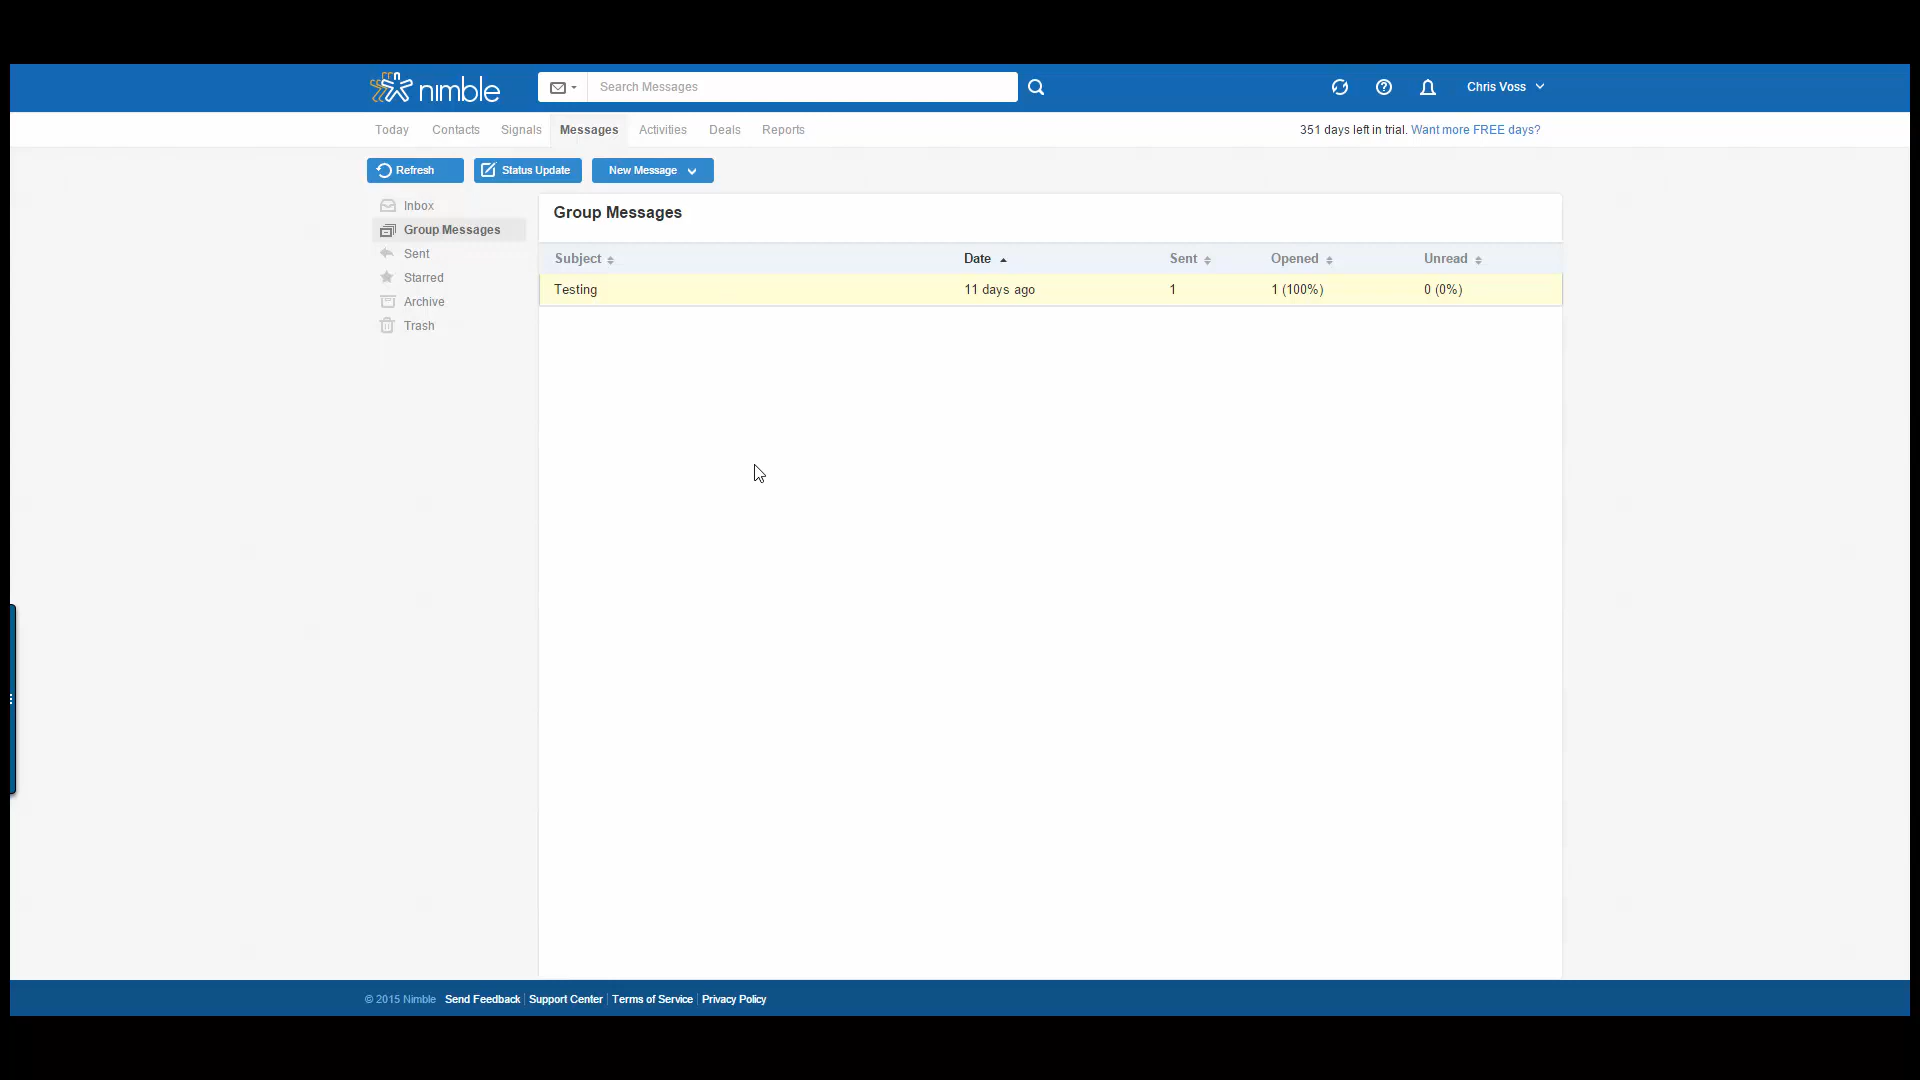 nimble
Search Messages
Chris Voss
Today Contacts Signals Messages Activities Deals Reports
351 days left in trial. Want more FREE days?
Refresh Status Update New Message
Inbox
Group Messages
Sent
Starred
Archive
Trash
Group Messages
Subject Date Sent Opened Unread
Testing 11 days ago 1 1 (100%) 0 (0%)
© 2015 Nimble Send Feedback | Support Center | Terms of Service | Privacy Policy